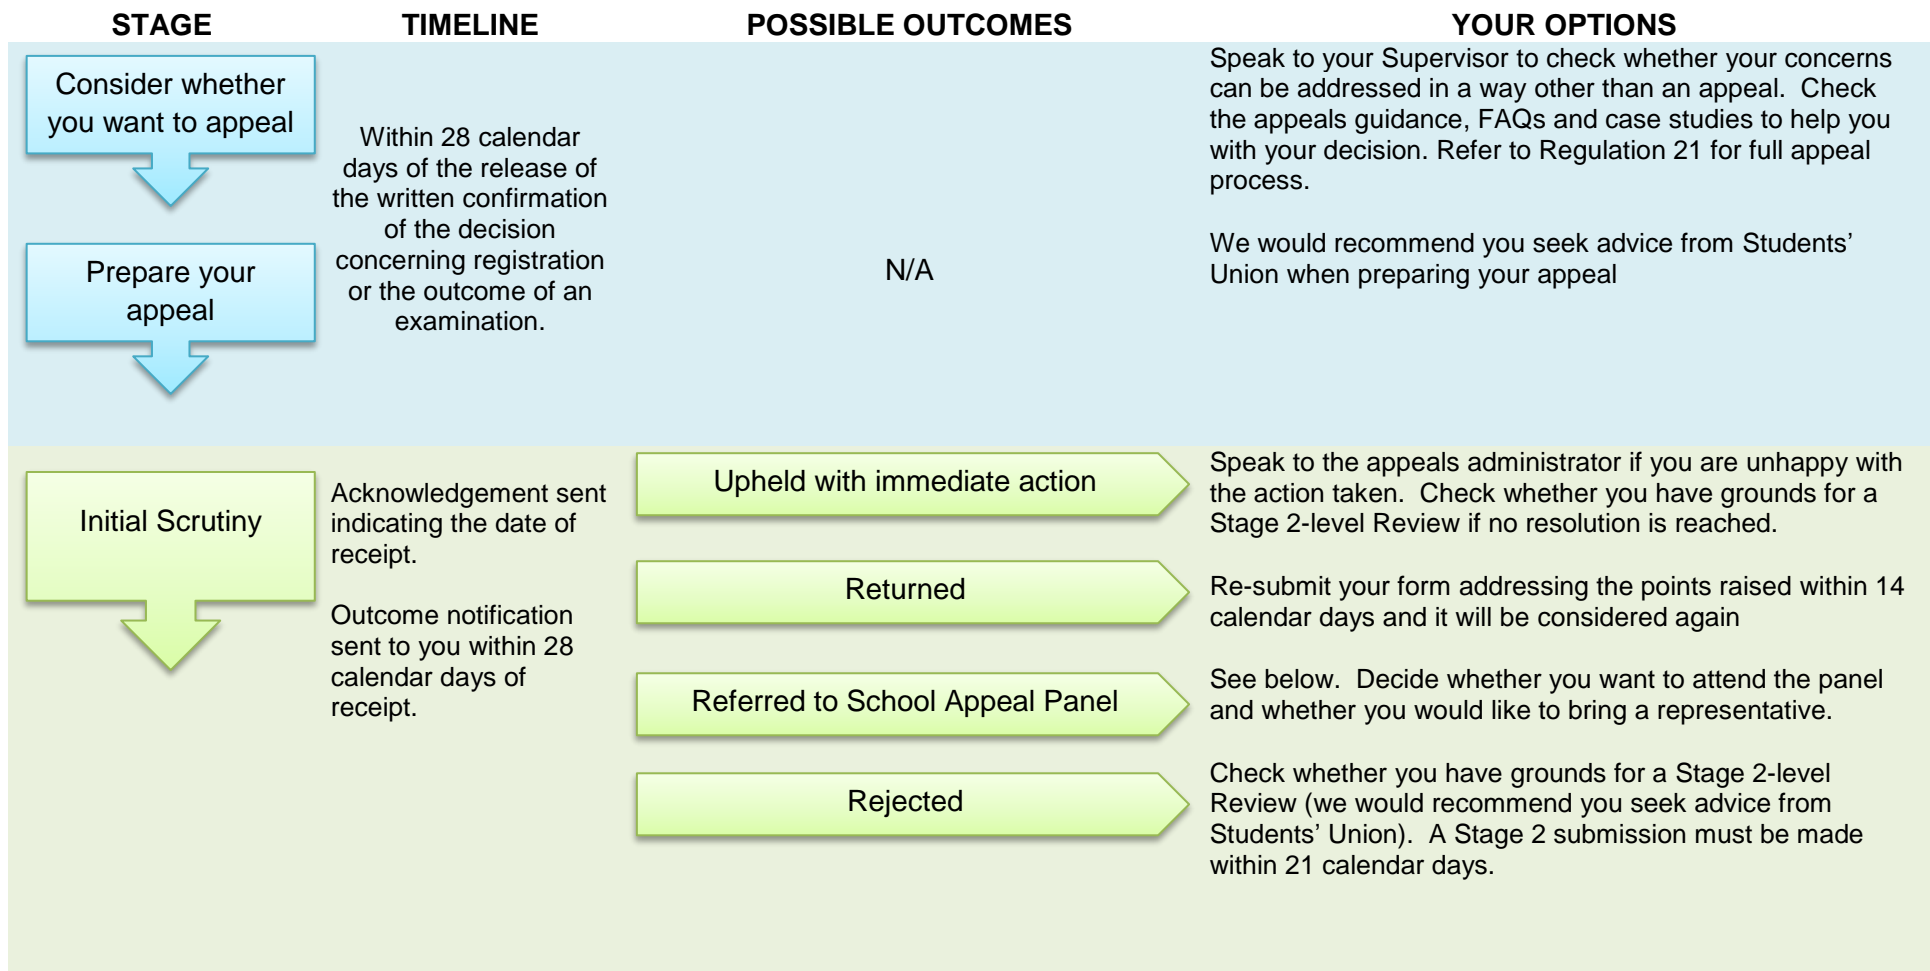 STAGE
TIMELINE
POSSIBLE OUTCOMES
YOUR OPTIONS
Consider whether
you want to appeal
Prepare your
appeal
Within 28 calendar
days of the release of
the written confirmation
of the decision
concerning registration
or the outcome of an
examination.
N/A
Speak to your Supervisor to check whether your concerns
can be addressed in a way other than an appeal.  Check
the appeals guidance, FAQs and case studies to help you
with your decision. Refer to Regulation 21 for full appeal
process.
We would recommend you seek advice from Students’
Union when preparing your appeal
Initial Scrutiny
Acknowledgement sent
indicating the date of
receipt.
Outcome notification
sent to you within 28
calendar days of
receipt.
Upheld with immediate action
Speak to the appeals administrator if you are unhappy with
the action taken.  Check whether you have grounds for a
Stage 2-level Review if no resolution is reached.
Returned
Re-submit your form addressing the points raised within 14
calendar days and it will be considered again
Referred to School Appeal Panel
See below.  Decide whether you want to attend the panel
and whether you would like to bring a representative.
Rejected
Check whether you have grounds for a Stage 2-level
Review (we would recommend you seek advice from
Students’ Union).  A Stage 2 submission must be made
within 21 calendar days.